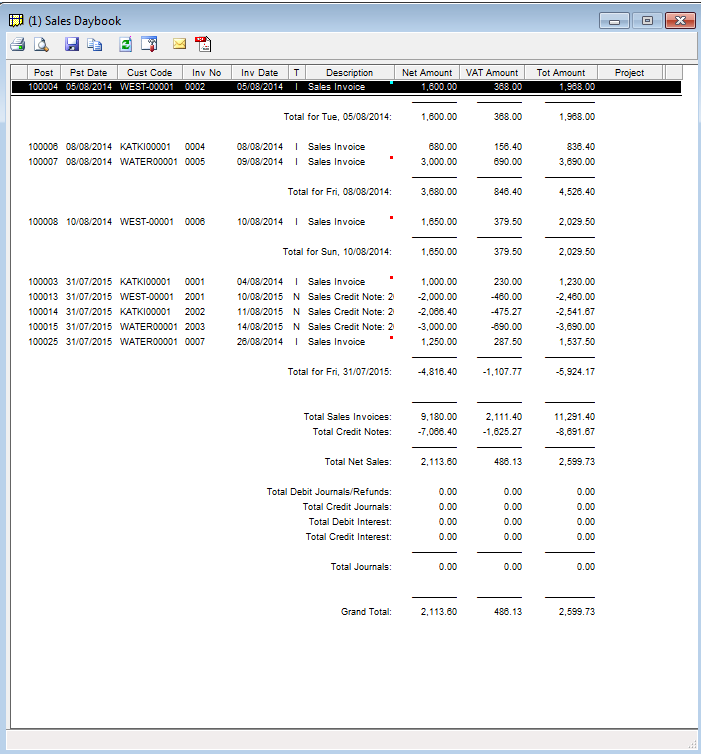 (1) Sales Daybook
Post Pst Date Cust Code Inv No Inv Date T Description Net Amount VAT Amount Tot Amount Project
100004 05/08/2014 WEST-00001 0002 05/08/2014 I Sales Invoice 1,600.00 368.00 1,968.00
Total for Tue, 05/08/2014: 1,600.00 368.00 1,968.00
100006 08/08/2014 KATKI00001 0004 08/08/2014 I Sales Invoice 680.00 156.40 836.40
100007 08/08/2014 WATER00001 0005 09/08/2014 I Sales Invoice 3,000.00 690.00 3,690.00
Total for Fri, 08/08/2014: 3,680.00 846.40 4,526.40
100008 10/08/2014 WEST-00001 0006 10/08/2014 I Sales Invoice 1,650.00 379.50 2,029.50
Total for Sun, 10/08/2014: 1,650.00 379.50 2,029.50
100003 31/07/2015 KATKI00001 0001 04/08/2014 I Sales Invoice 1,000.00 230.00 1,230.00
100013 31/07/2015 WEST-00001 2001 10/08/2015 N Sales Credit Note: 2 -2,000.00 -460.00 -2,460.00
100014 31/07/2015 KATKI00001 2002 11/08/2015 N Sales Credit Note: 2 -2,066.40 -475.27 -2,541.67
100015 31/07/2015 WATER00001 2003 14/08/2015 N Sales Credit Note: 2 -3,000.00 -690.00 -3,690.00
100025 31/07/2015 WATER00001 0007 26/08/2014 I Sales Invoice 1,250.00 287.50 1,537.50
Total for Fri, 31/07/2015: -4,816.40 -1,107.77 -5,924.17
Total Sales Invoices: 9,180.00 2,111.40 11,291.40
Total Credit Notes: -7,066.40 -1,625.27 -8,691.67
Total Net Sales: 2,113.60 486.13 2,599.73
Total Debit Journals/Refunds: 0.00 0.00 0.00
Total Credit Journals: 0.00 0.00 0.00
Total Debit Interest: 0.00 0.00 0.00
Total Credit Interest: 0.00 0.00 0.00
Total Journals: 0.00 0.00 0.00
Grand Total: 2,113.60 486.13 2,599.73